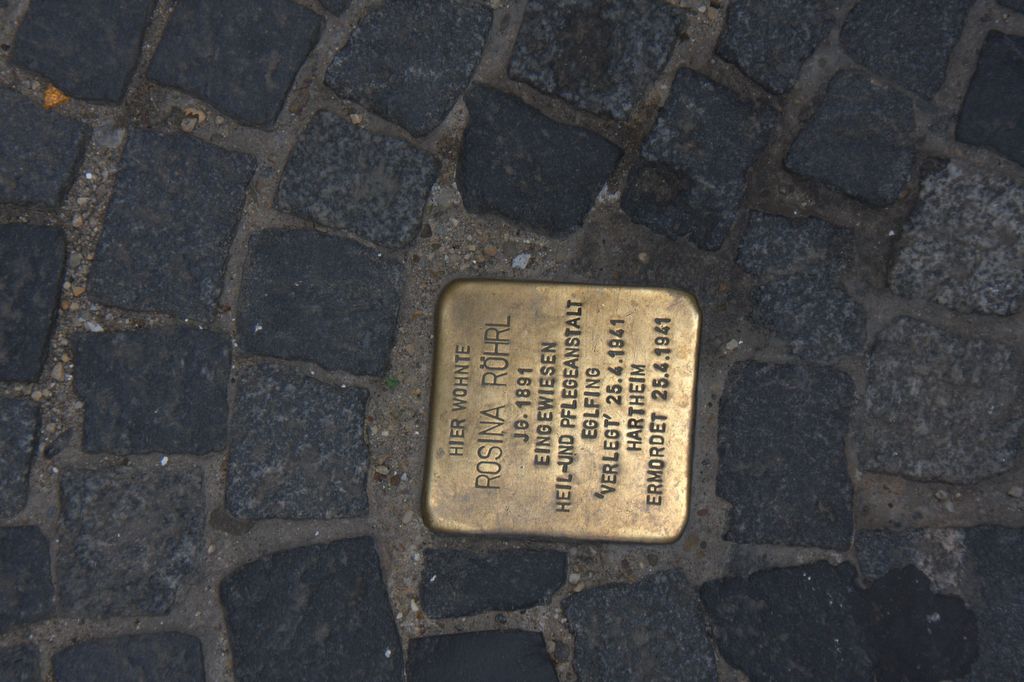 HIER WOHNTE
ROSINA RÖHRL
JG. 1891
EINGEWIESEN
HEIL-UND PFLEGEANSTALT
EGLFING
'VERLEGT' 25.4.1941
HARTHEIM
ERMORDET 25.4.1941